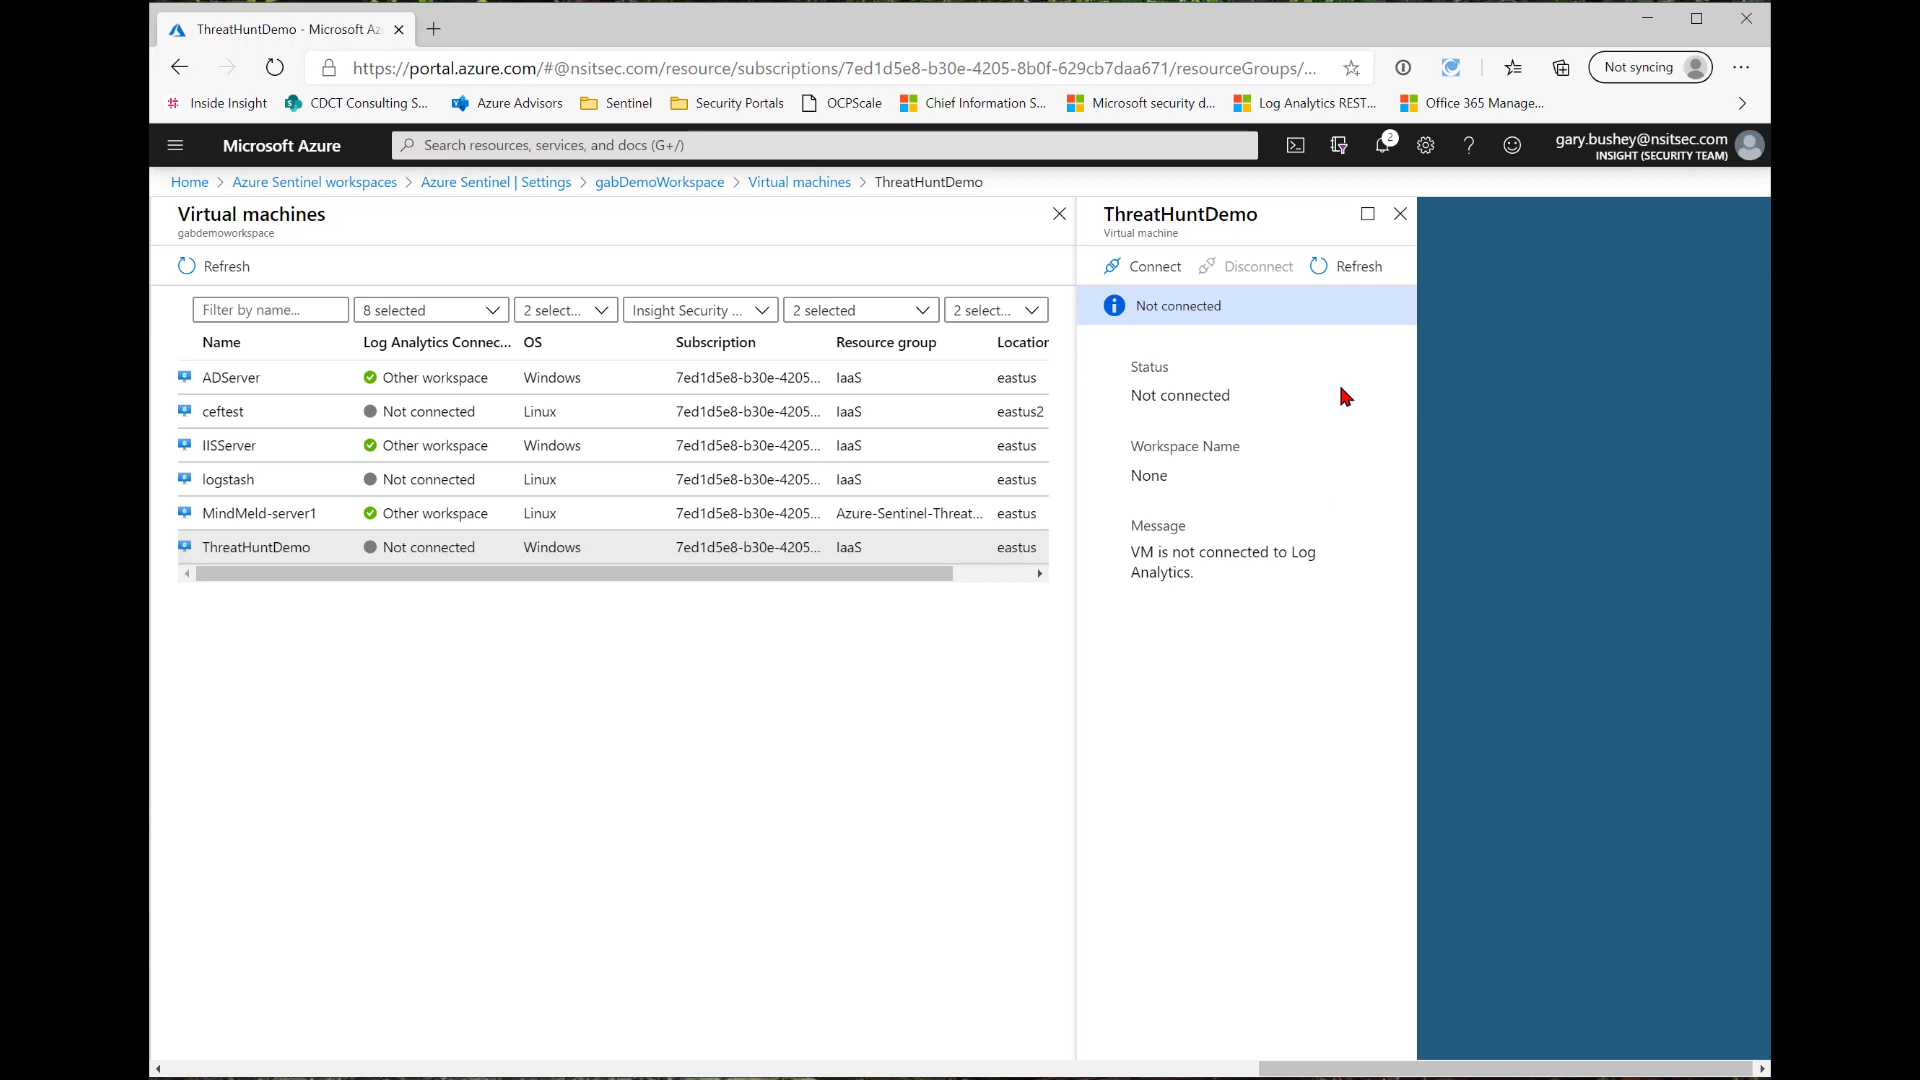 ThreatHuntDemo - Microsoft Az
https://portal.azure.com/#@nsitsec.com/resource/subscriptions/7ed1d5e8-b30e-4205-8b0f-629cb7daa671/resourceGroups/...
Not syncing
Inside Insight
CDCT Consulting S...
Azure Advisors
Sentinel
Security Portals
OCPScale
Chief Information S...
Microsoft security d...
Log Analytics REST...
Office 365 Manage...
Microsoft Azure
Search resources, services, and docs (G+/)
2
gary.bushey@nsitsec.com
INSIGHT (SECURITY TEAM)
Home > Azure Sentinel workspaces > Azure Sentinel | Settings > gabDemoWorkspace > Virtual machines > ThreatHuntDemo
Virtual machines
gabdemoworkspace
Refresh
Filter by name... 8 selected 2 select... Insight Security ... 2 selected 2 select...
Name Log Analytics Connec... OS Subscription Resource group Location
ADServer Other workspace Windows 7ed1d5e8-b30e-4205... IaaS eastus
ceftest Not connected Linux 7ed1d5e8-b30e-4205... IaaS eastus2
IISServer Other workspace Windows 7ed1d5e8-b30e-4205... IaaS eastus
logstash Not connected Linux 7ed1d5e8-b30e-4205... IaaS eastus
MindMeld-server1 Other workspace Linux 7ed1d5e8-b30e-4205... Azure-Sentinel-Threat... eastus
ThreatHuntDemo Not connected Windows 7ed1d5e8-b30e-4205... IaaS eastus
ThreatHuntDemo
Virtual machine
Connect Disconnect Refresh
Not connected
Status
Not connected
Workspace Name
None
Message
VM is not connected to Log
Analytics.